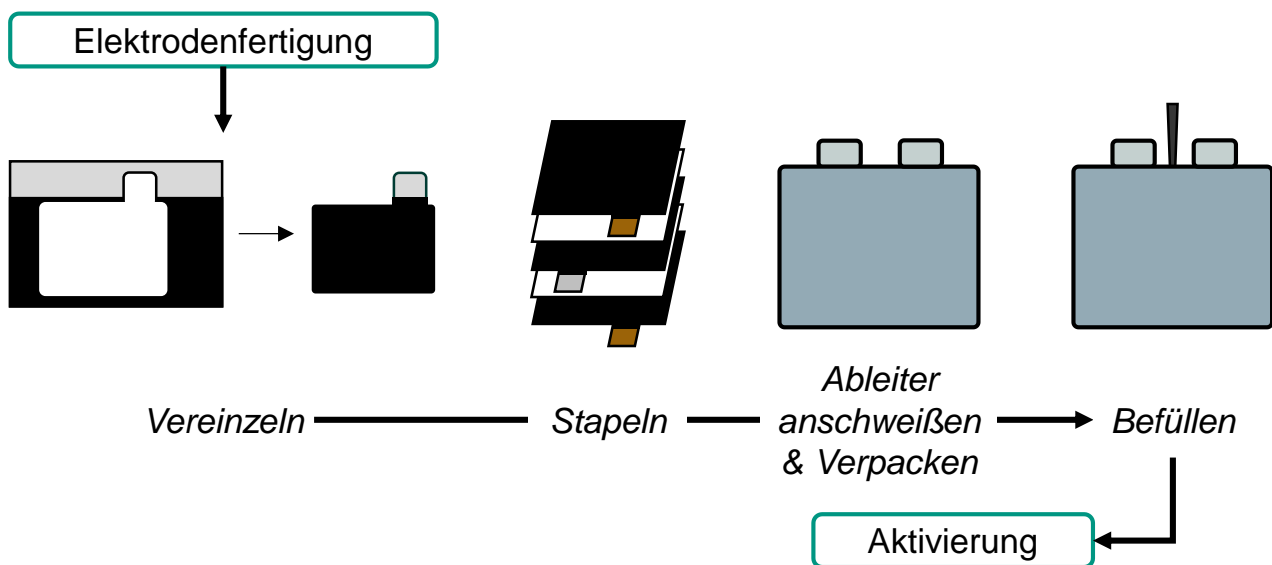 Elektrodenfertigung
Vereinzeln
Stapeln
Ableiter
anschweißen
& Verpacken
Befüllen
Aktivierung